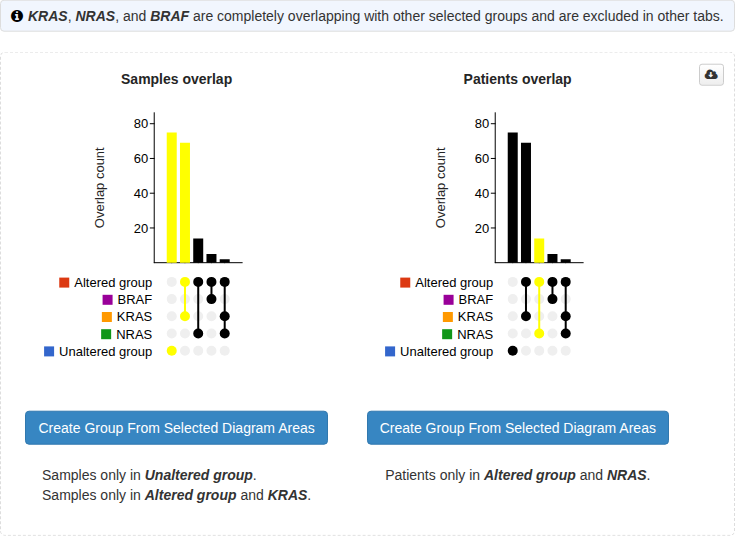 KRAS, NRAS, and BRAF are completely overlapping with other selected groups and are excluded in other tabs.
Samples overlap
80
60
40
20
Overlap count
Altered group
BRAF
KRAS
NRAS
Unaltered group
Create Group From Selected Diagram Areas
Samples only in Unaltered group.
Samples only in Altered group and KRAS.
Patients overlap
80
60
40
20
Overlap count
Altered group
BRAF
KRAS
NRAS
Unaltered group
Create Group From Selected Diagram Areas
Patients only in Altered group and NRAS.